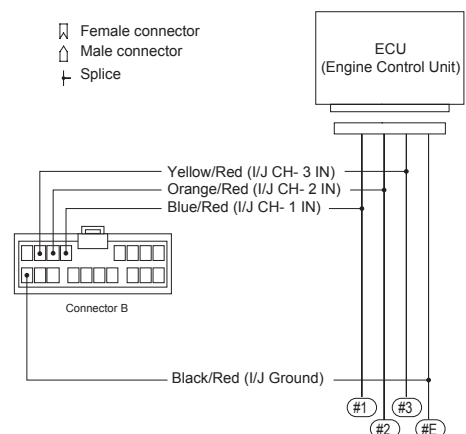 Female connector
Male connector
Splice
ECU
(Engine Control Unit)
Yellow/Red (I/J CH- 3 IN)
Orange/Red (I/J CH- 2 IN)
Blue/Red (I/J CH- 1 IN)
Connector B
Black/Red (I/J Ground)
#1
#3
#2
#E